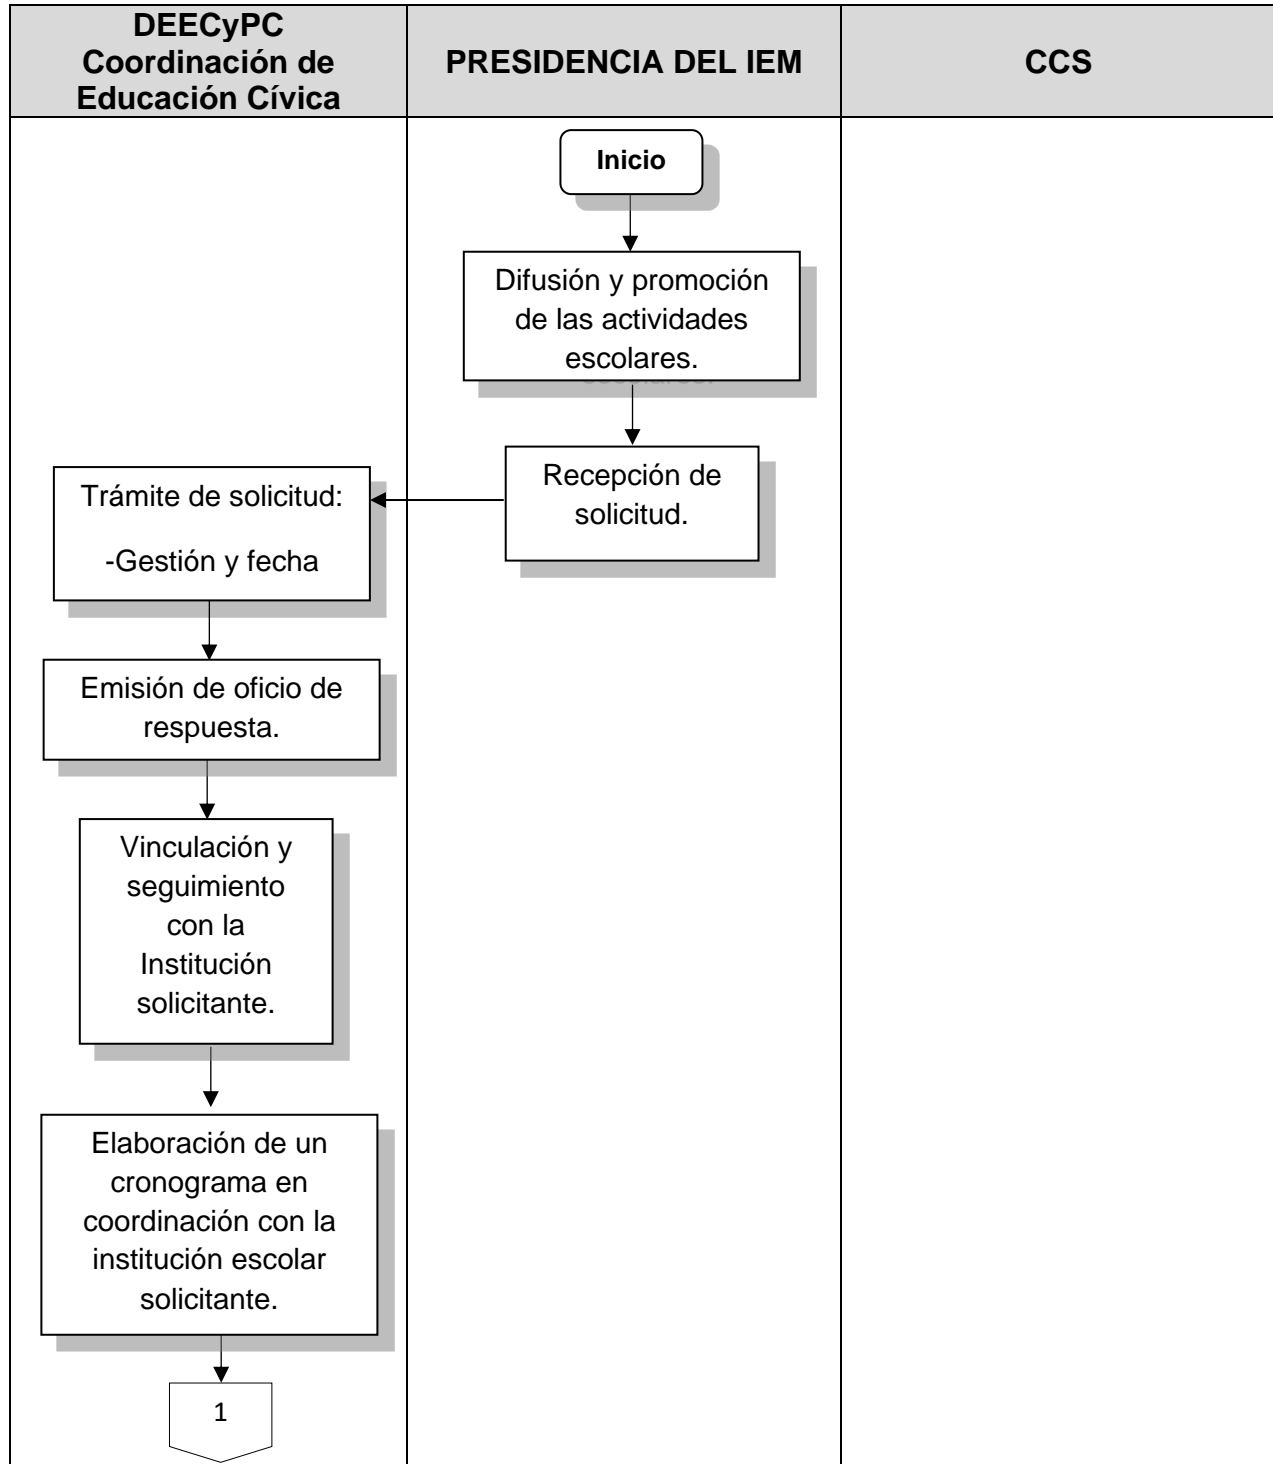 DEECyPC
Coordinación de
Educación Cívica
PRESIDENCIA DEL IEM
CCS
Inicio
Difusión y promoción
de las actividades
escolares.
Recepción de
solicitud.
Trámite de solicitud:
-Gestión y fecha
Emisión de oficio de
respuesta.
Vinculación y
seguimiento
con la
Institución
solicitante.
Elaboración de un
cronograma en
coordinación con la
institución escolar
solicitante.
1